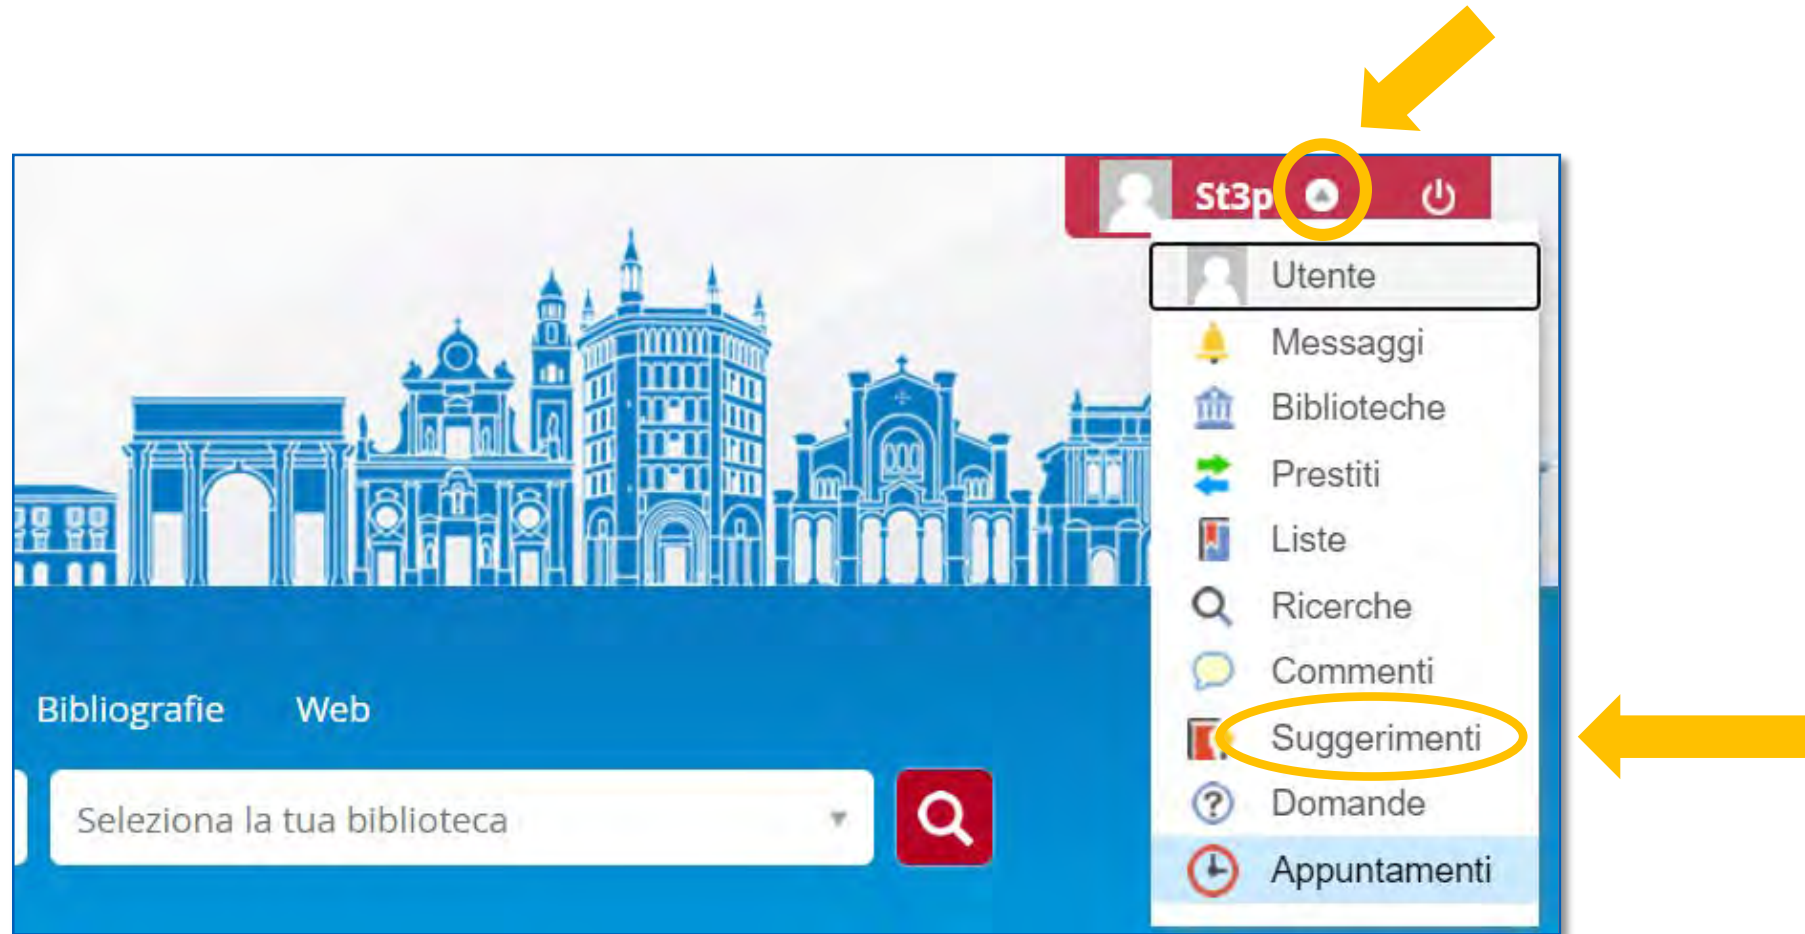 St3p
Utente
Messaggi
Biblioteche
Prestiti
Liste
Ricerche
Commenti
Suggerimenti
Domande
Appuntamenti
Bibliografie Web
Seleziona la tua biblioteca